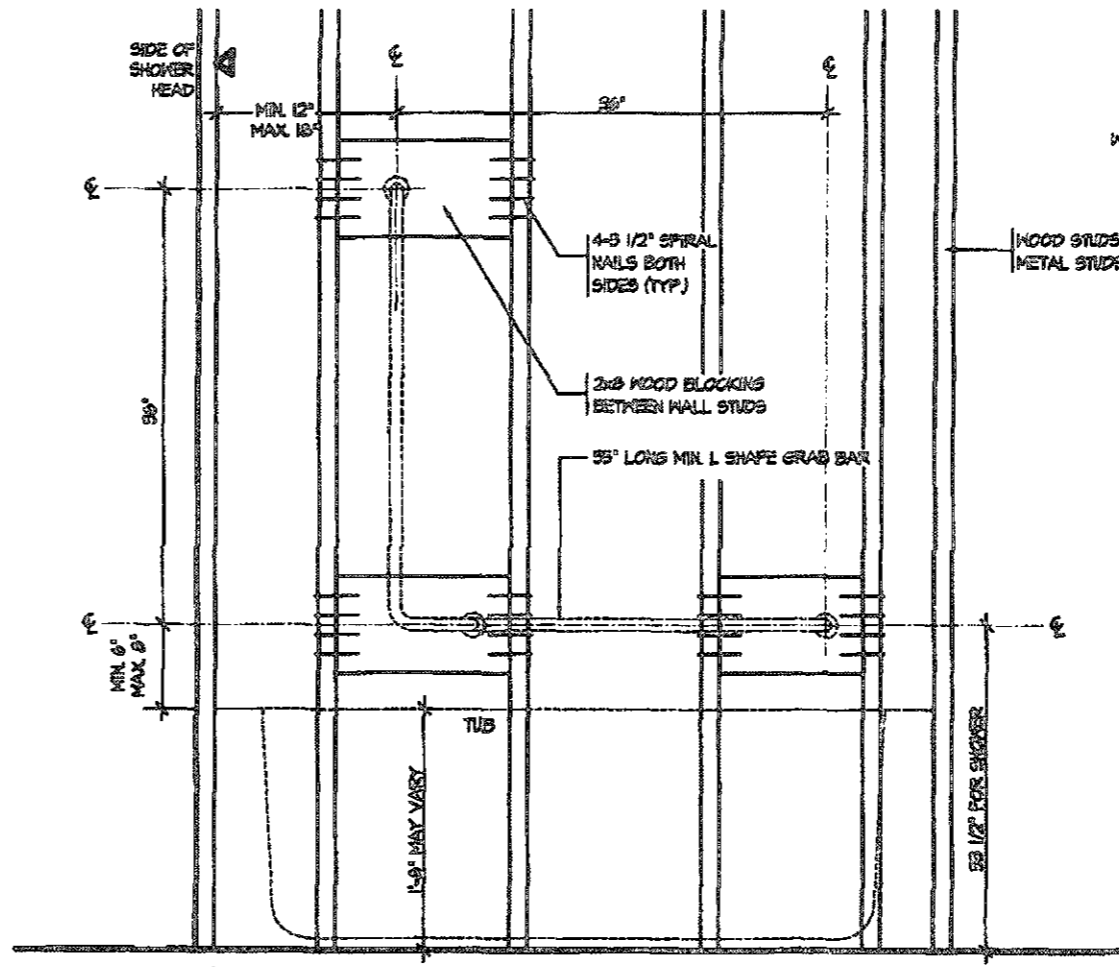 SIDE OF
SHOWER
HEAD
℄
℄
MIN. 12"
MAX. 18"
36"
W
℄
4-3 1/2" SPIRAL
NAILS BOTH
SIDES (TYP.)
WOOD STUDS
METAL STUDS
2x8 WOOD BLOCKING
BETWEEN WALL STUDS
36"
LONG MIN. L SHAPE GRAB BAR
℄
℄
MIN. 6"
MAX. 8"
TUB
1'-9" MAY VARY
1/2" FOR SHOWER